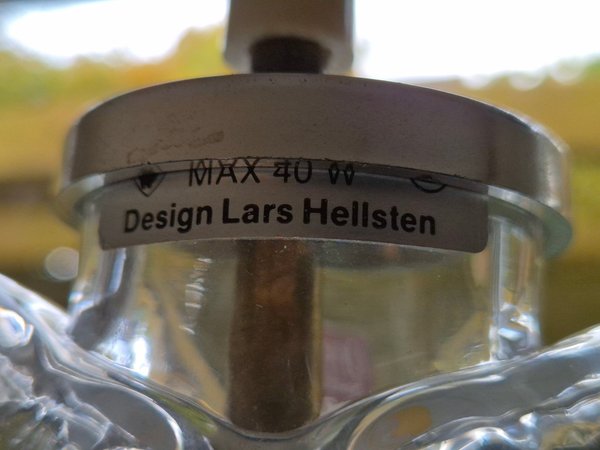 MAX 40 W
Design Lars Hellsten